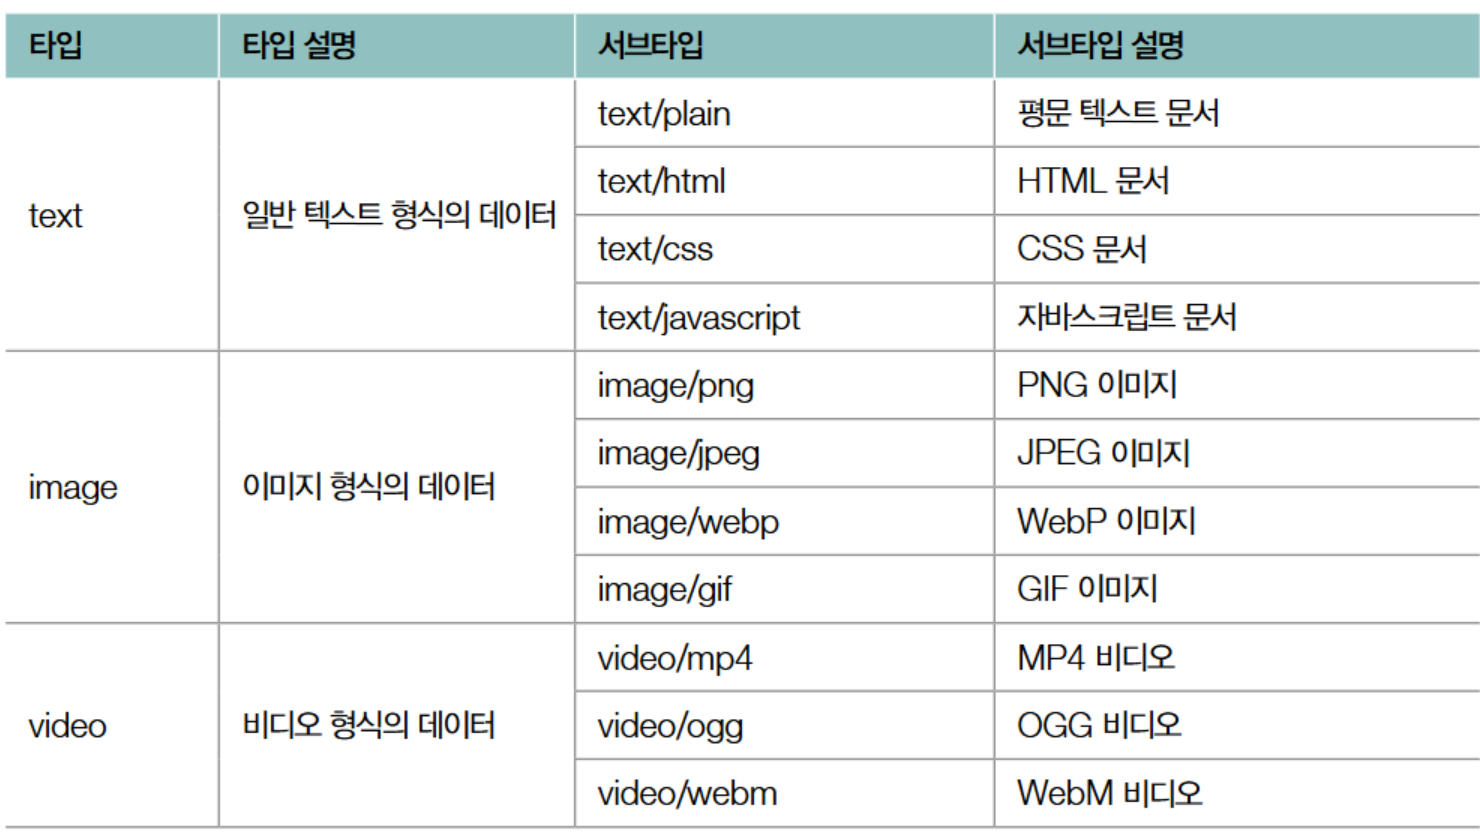 타입 타입 설명 서브타입 서브타입 설명
text 일반 텍스트 형식의 데이터 text/plain 평문 텍스트 문서
text/html HTML 문서
text/css CSS 문서
text/javascript 자바스크립트 문서
image 이미지 형식의 데이터 image/png PNG 이미지
image/jpeg JPEG 이미지
image/webp WebP 이미지
image/gif GIF 이미지
video 비디오 형식의 데이터 video/mp4 MP4 비디오
video/ogg OGG 비디오
video/webm WebM 비디오